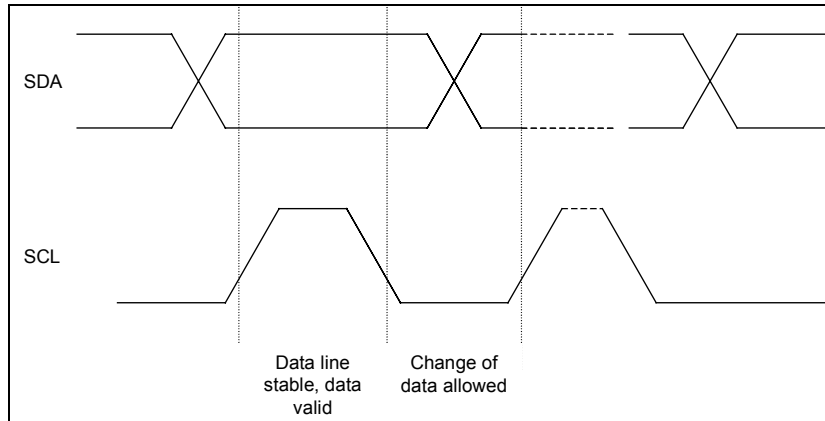 SDA
SCL
Data line
stable, data
valid
Change of
data allowed